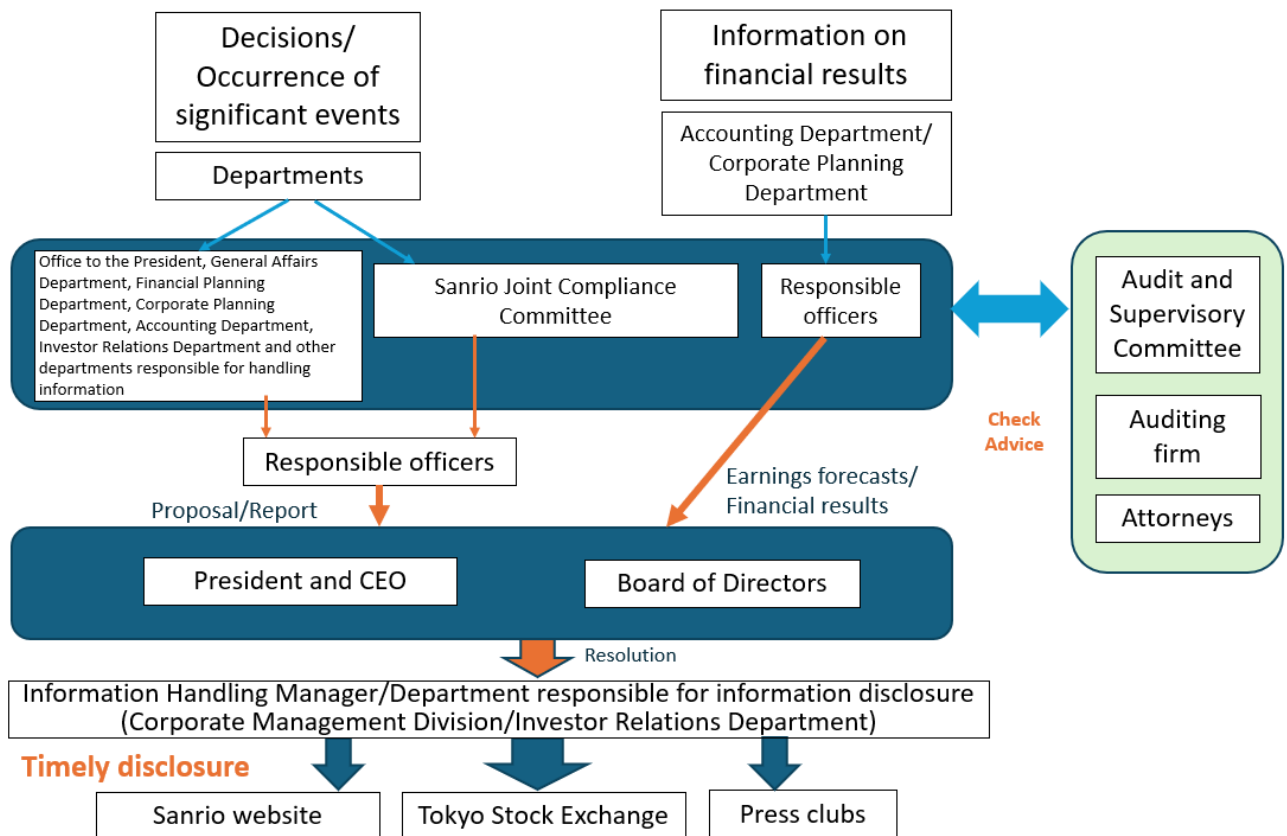 Decisions/
Occurrence of
significant events
Information on
financial results
Departments
Accounting Department/
Corporate Planning
Department
Office to the President, General Affairs
Department, Financial Planning
Department, Corporate Planning
Department, Accounting Department,
Investor Relations Department and other
departments responsible for handling
information
Sanrio Joint Compliance
Committee
Responsible
officers
Audit and
Supervisory
Committee
Check
Advice
Auditing
firm
Attorneys
Responsible officers
Proposal/Report
Earnings forecasts/
Financial results
President and CEO
Board of Directors
Resolution
Information Handling Manager/Department responsible for information disclosure
(Corporate Management Division/Investor Relations Department)
Timely disclosure
Sanrio website
Tokyo Stock Exchange
Press clubs